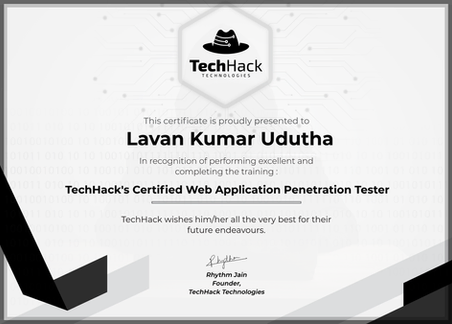 TechHack
TECHNOLOGIES
This certificate is proudly presented to
Lavan Kumar Udutha
In recognition of performing excellent and
completing the training :
TechHack's Certified Web Application Penetration Tester
TechHack wishes him/her all the very best for their
future endeavours.
Rhythm
Rhythm Jain
Founder,
TechHack Technologies